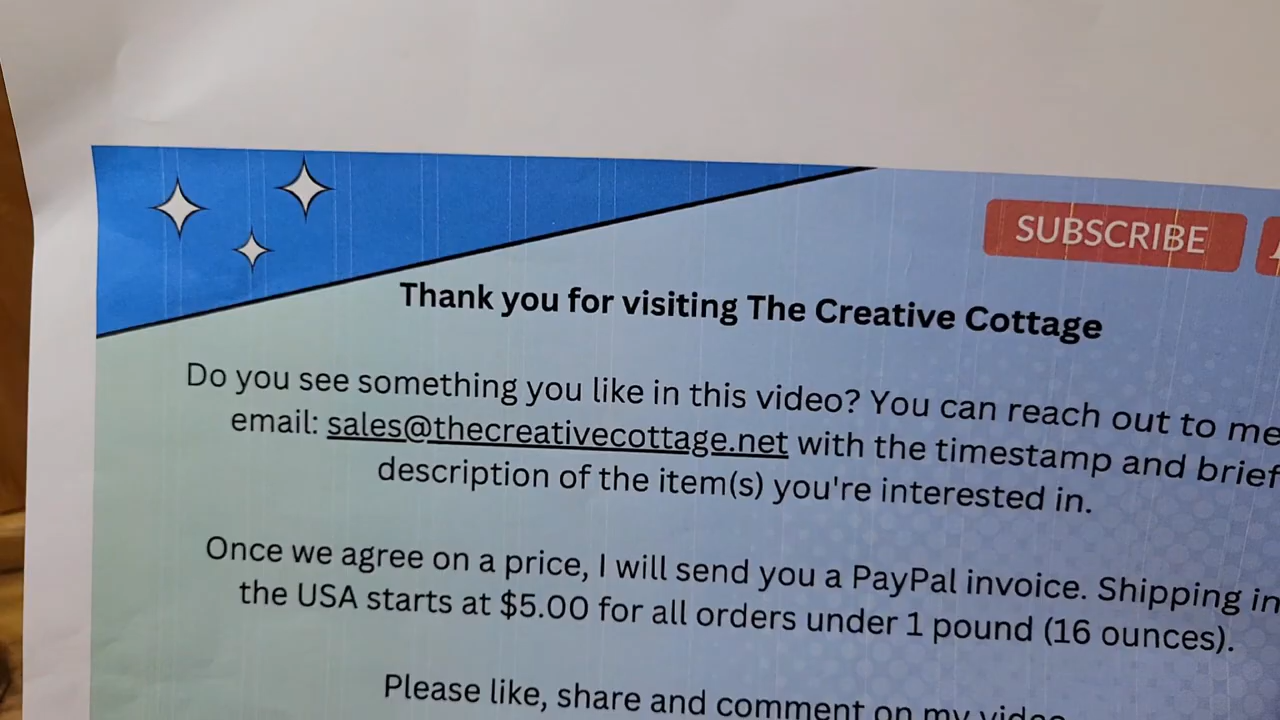 SUBSCRIBE
Thank you for visiting The Creative Cottage
Do you see something you like in this video? You can reach out to me
email: sales@thecreativecottage.net with the timestamp and brief
description of the item(s) you're interested in.
Once we agree on a price, I will send you a PayPal invoice. Shipping in
the USA starts at $5.00 for all orders under 1 pound (16 ounces).
Please like, share and comment on my video